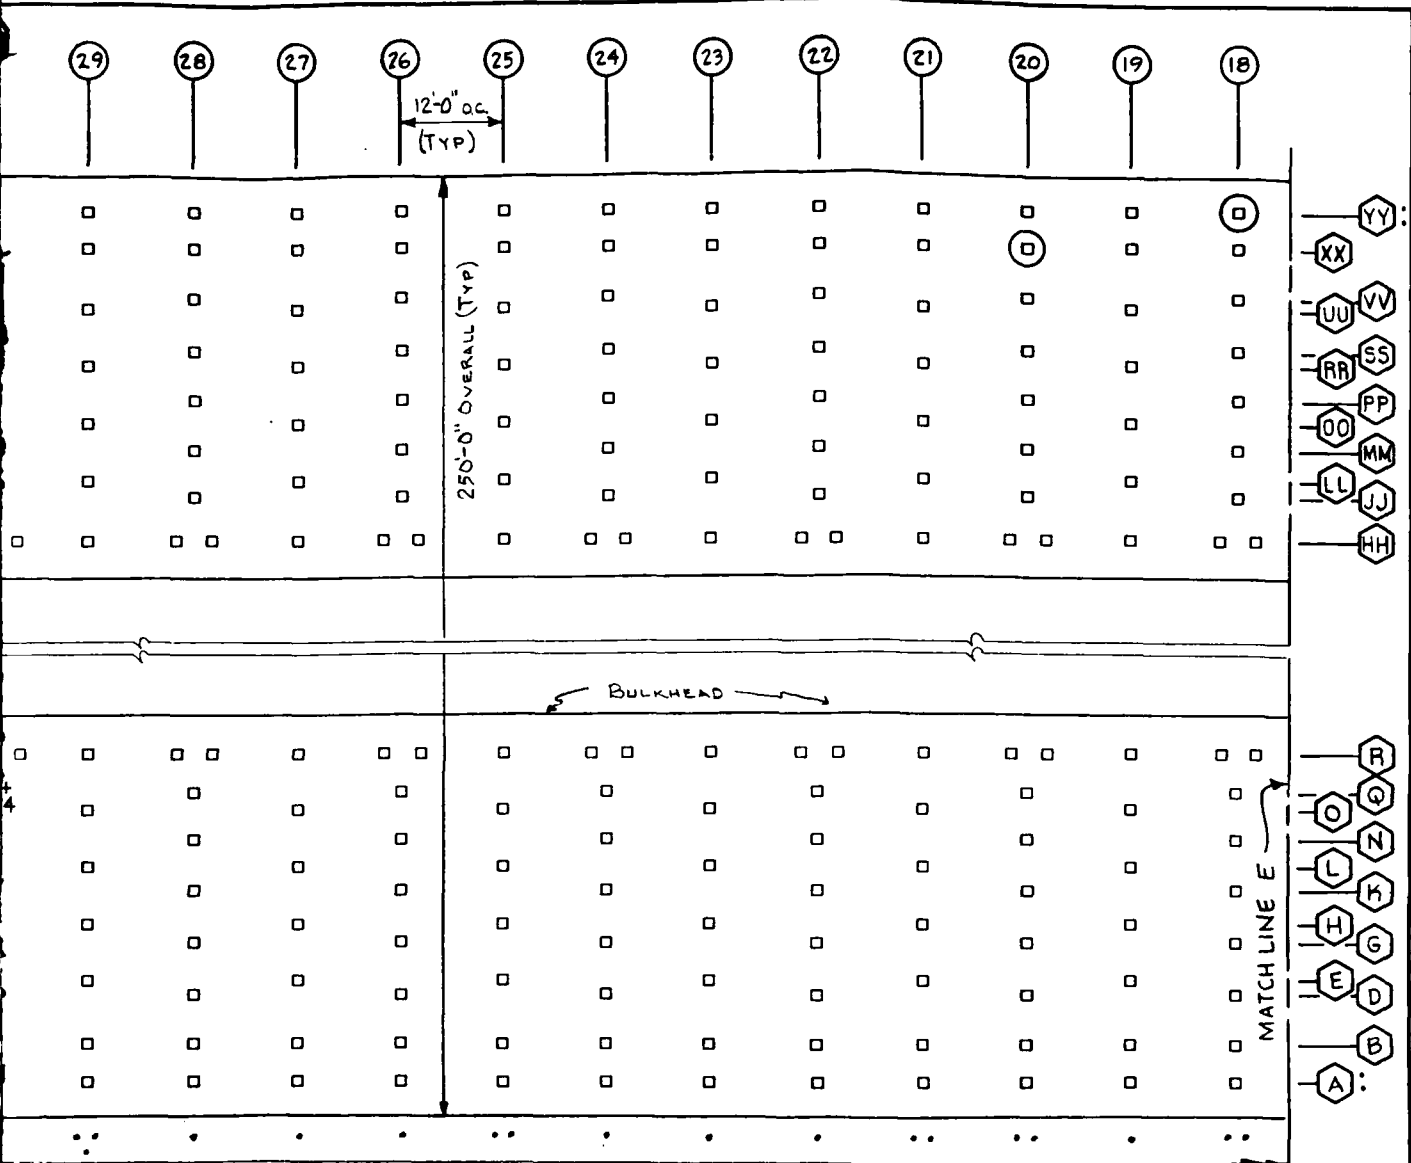 29 28 27 26 25 24 23 22 21 20 19 18
12'-0" o.c.
(TYP)
250'-0" OVERALL (TYP)
YY:
XX
VV
UU
SS
RR
PP
OO
MM
LL
JJ
HH
BULKHEAD
R
Q
O
N
L
K
H
G
E
D
B
A:
MATCH LINE E
+
4